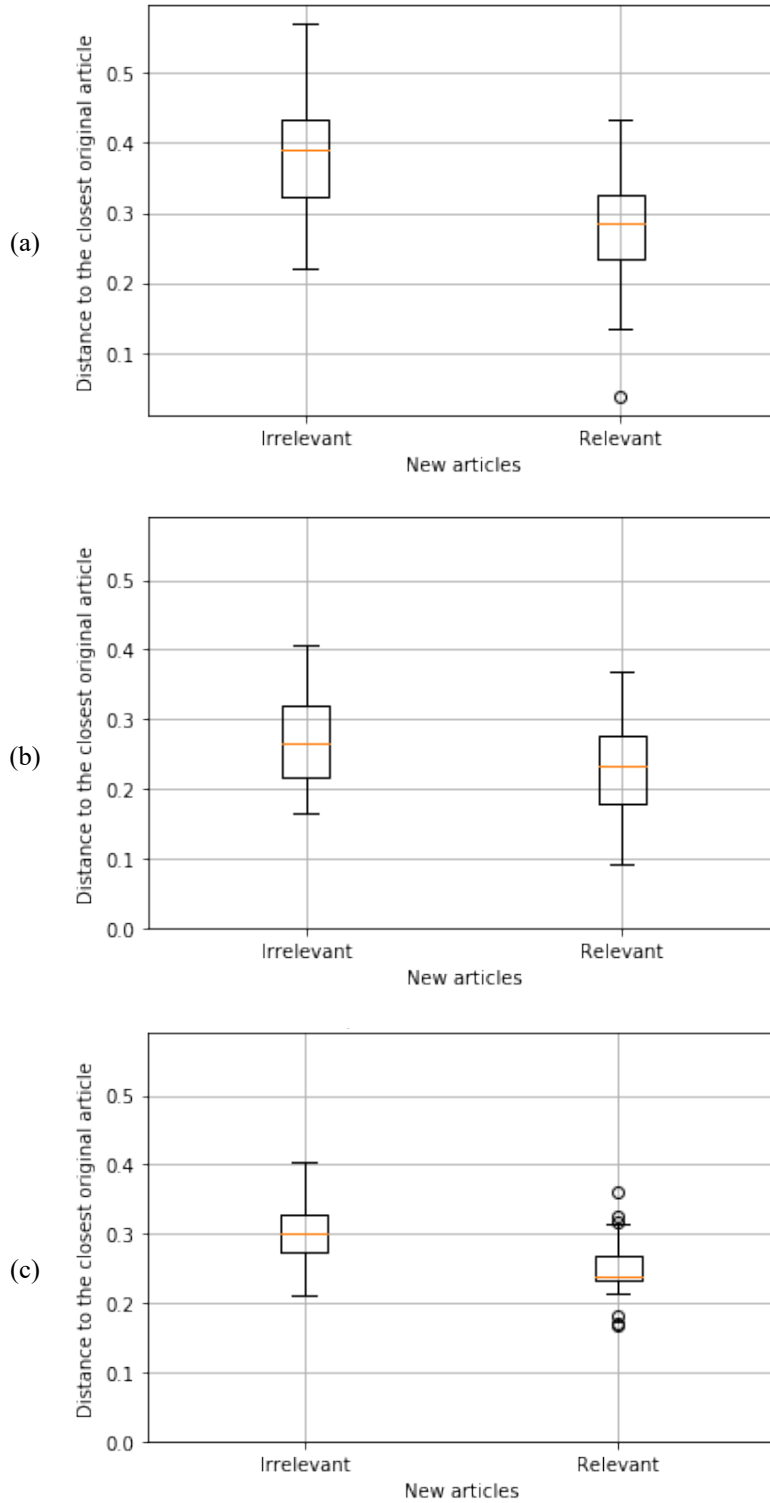 (a)
Distance to the closest original article
0.5
0.4
0.3
0.2
0.1
Irrelevant Relevant
New articles
(b)
Distance to the closest original article
0.5
0.4
0.3
0.2
0.1
0.0
Irrelevant Relevant
New articles
(c)
Distance to the closest original article
0.5
0.4
0.3
0.2
0.1
0.0
Irrelevant Relevant
New articles